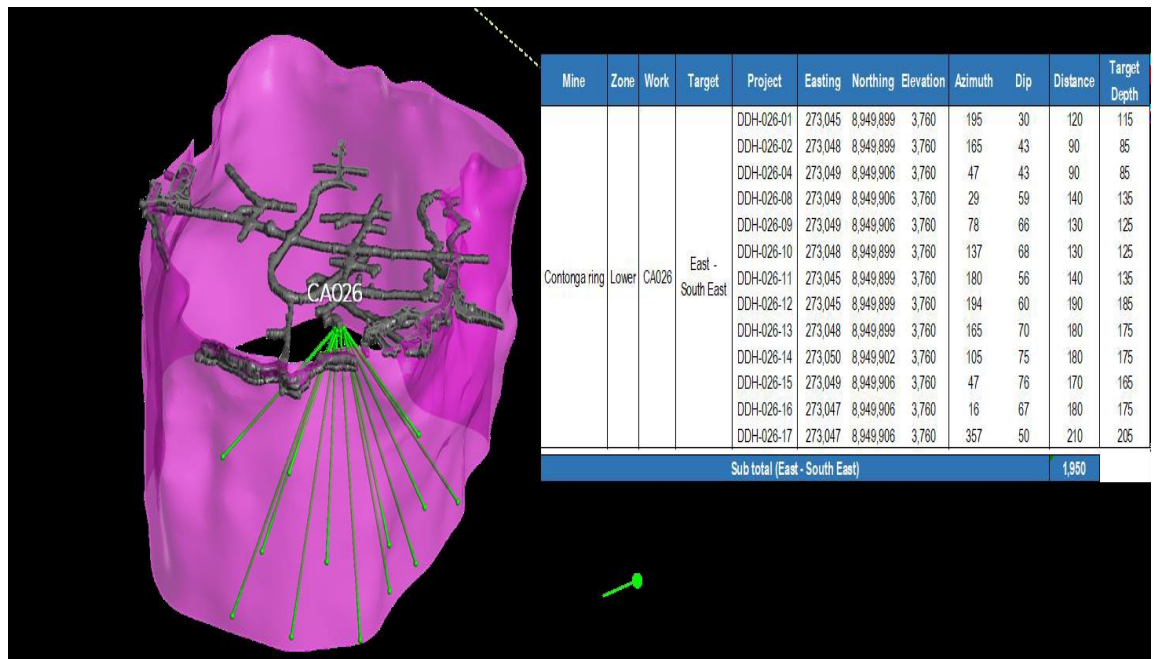 CA026
Mine Zone Work Target Project Easting Northing Elevation Azimuth Dip Distance Target Depth
Contonga ring Lower CA026 East - South East
DDH-026-01 273,045 8,949,899 3,760 195 30 120 115
DDH-026-02 273,048 8,949,899 3,760 165 43 90 85
DDH-026-04 273,049 8,949,906 3,760 47 43 90 85
DDH-026-08 273,049 8,949,906 3,760 29 59 140 135
DDH-026-09 273,049 8,949,906 3,760 78 66 130 125
DDH-026-10 273,048 8,949,899 3,760 137 68 130 125
DDH-026-11 273,045 8,949,899 3,760 180 56 140 135
DDH-026-12 273,045 8,949,899 3,760 194 60 190 185
DDH-026-13 273,048 8,949,899 3,760 165 70 180 175
DDH-026-14 273,050 8,949,902 3,760 105 75 180 175
DDH-026-15 273,049 8,949,906 3,760 47 76 170 165
DDH-026-16 273,047 8,949,906 3,760 16 67 180 175
DDH-026-17 273,047 8,949,906 3,760 357 50 210 205
Sub total (East - South East) 1,950